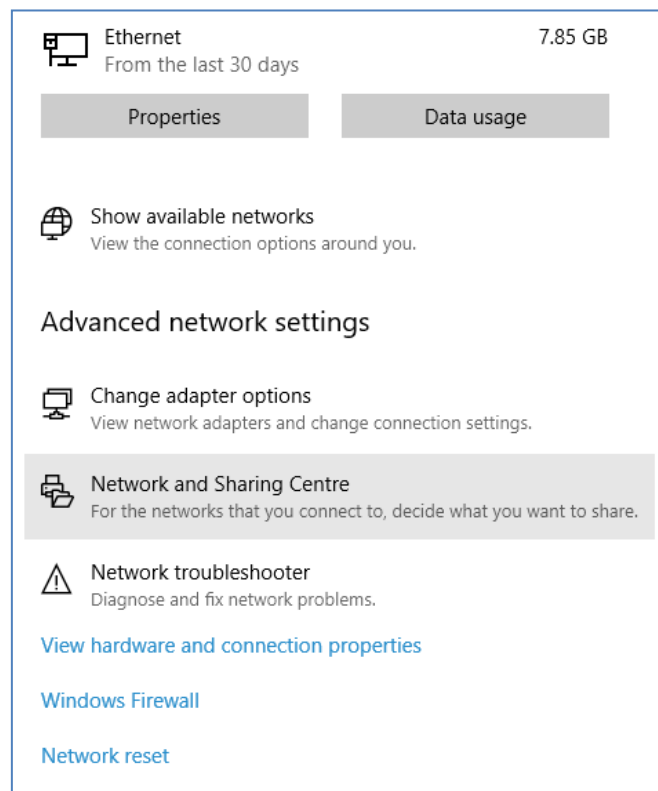 Ethernet 7.85 GB
From the last 30 days
Properties Data usage
Show available networks
View the connection options around you.
Advanced network settings
Change adapter options
View network adapters and change connection settings.
Network and Sharing Centre
For the networks that you connect to, decide what you want to share.
Network troubleshooter
Diagnose and fix network problems.
View hardware and connection properties
Windows Firewall
Network reset